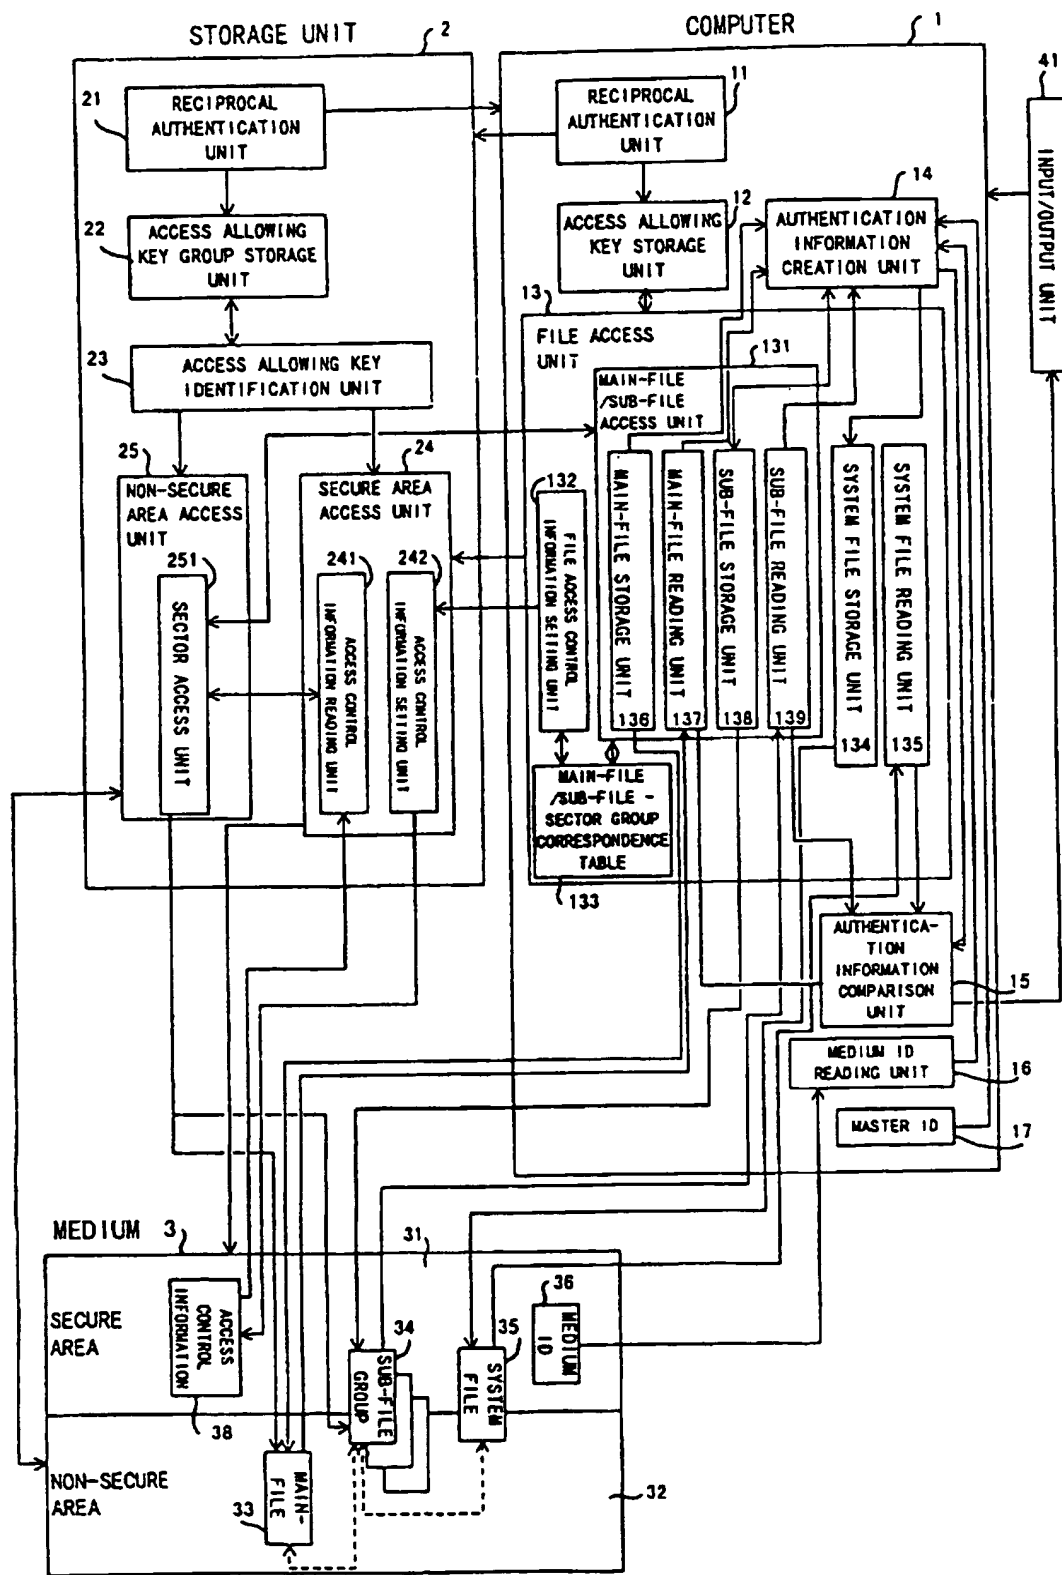 STORAGE UNIT
2
COMPUTER
1
41
INPUT/OUTPUT UNIT
21
RECIPROCAL
AUTHENTICATION
UNIT
11
RECIPROCAL
AUTHENTICATION
UNIT
22
ACCESS ALLOWING
KEY GROUP STORAGE
UNIT
12
ACCESS ALLOWING
KEY STORAGE
UNIT
14
AUTHENTICATION
INFORMATION
CREATION UNIT
23
ACCESS ALLOWING KEY
IDENTIFICATION UNIT
13
FILE ACCESS
UNIT
131
MAIN-FILE
/SUB-FILE
ACCESS UNIT
25
NON-SECURE
AREA ACCESS
UNIT
251
SECTOR ACCESS UNIT
24
SECURE AREA
ACCESS UNIT
241
ACCESS CONTROL
INFORMATION READING UNIT
242
ACCESS CONTROL
INFORMATION SETTING UNIT
132
FILE ACCESS CONTROL
INFORMATION SETTING UNIT
MAIN-FILE STORAGE UNIT
136
MAIN-FILE READING UNIT
137
SUB-FILE STORAGE UNIT
138
SUB-FILE READING UNIT
139
SYSTEM FILE STORAGE UNIT
134
SYSTEM FILE READING UNIT
135
MAIN-FILE
/SUB-FILE -
SECTOR GROUP
CORRESPONDENCE
TABLE
133
AUTHENTICA-
TION
INFORMATION
COMPARISON
UNIT
15
MEDIUM ID
READING UNIT
16
MASTER ID
17
MEDIUM 3
31
SECURE
AREA
ACCESS
CONTROL
INFORMATION
38
34
SUB-FILE
GROUP
35
SYSTEM
FILE
36
MEDIUM
ID
NON-SECURE
AREA
33
MAIN-
FILE
32